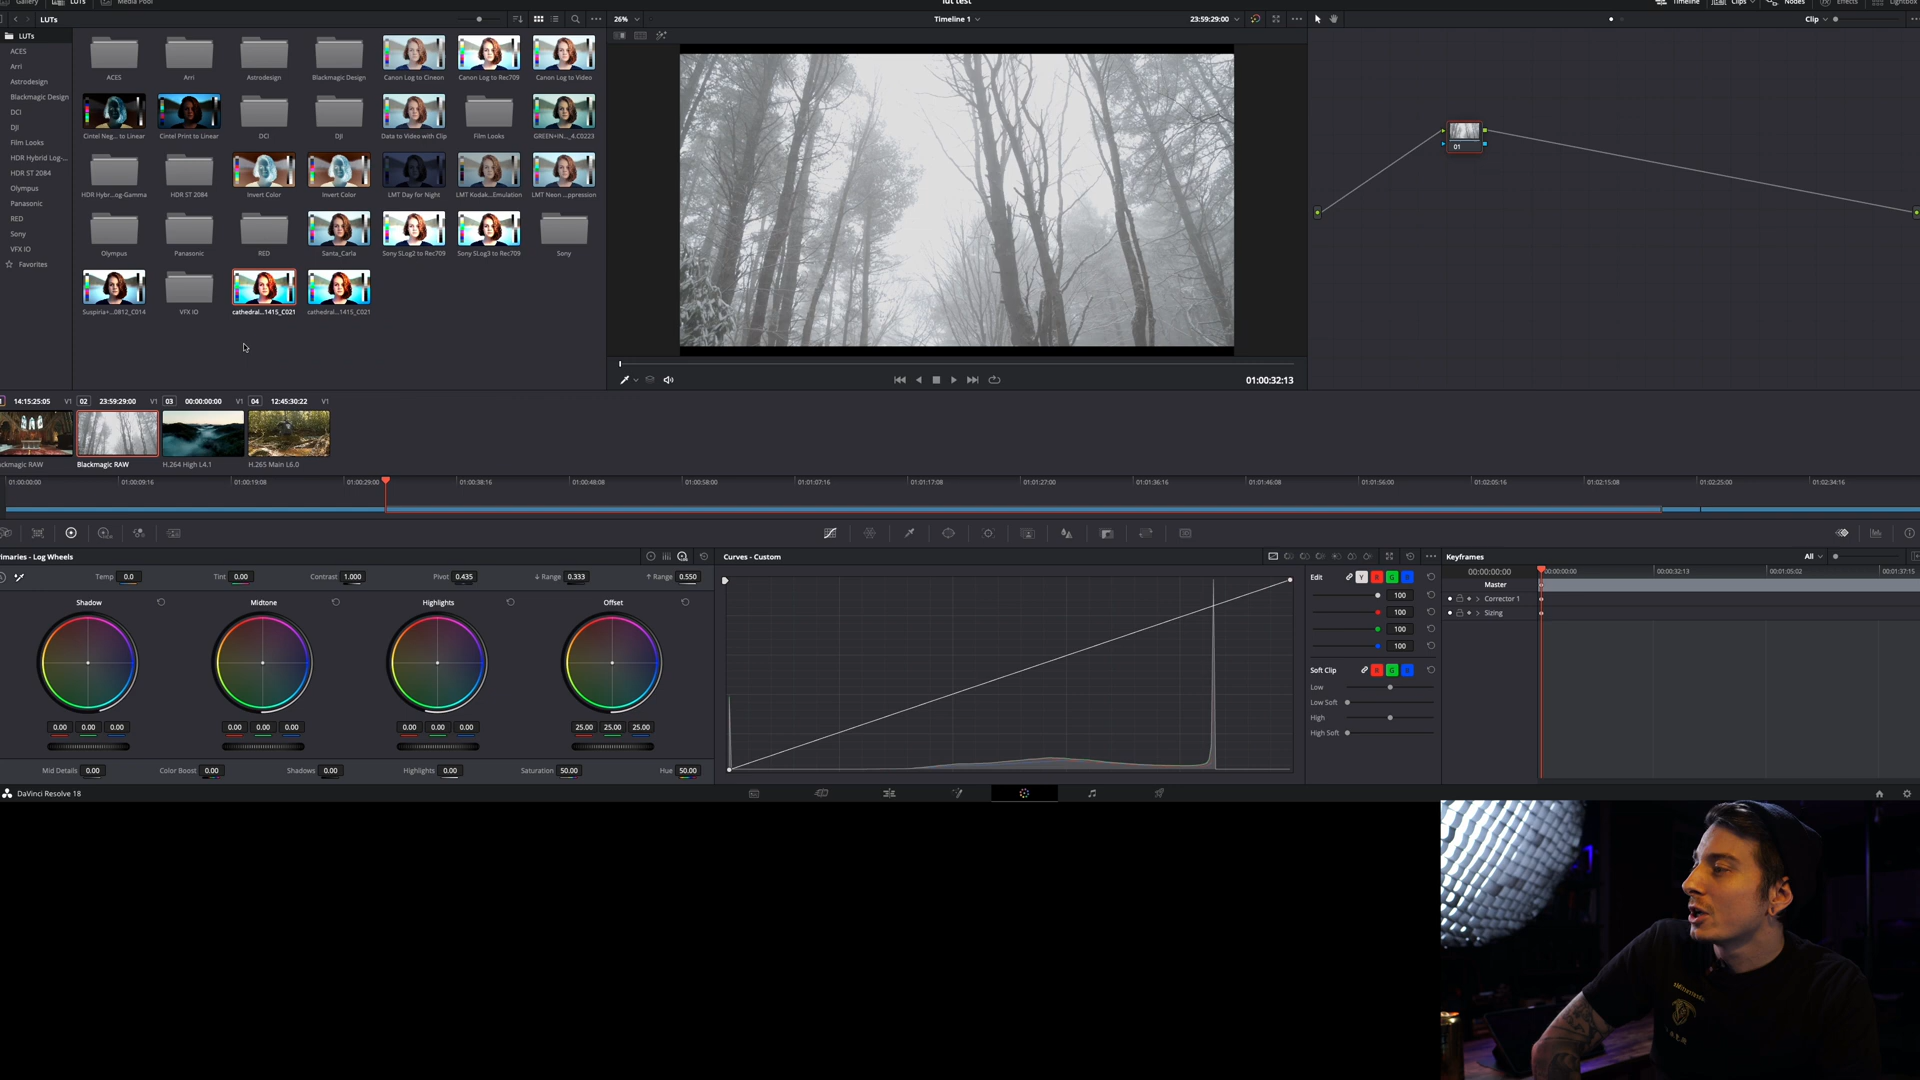 Gallery LUTs Media Pool
lut test
Timeline Clips Nodes Effects Lightbox
LUTs
26% Timeline 1 23:59:29:00
Clip
LUTs
ACES
Arri
Astrodesign
Blackmagic Design
DCI
DJI
Film Looks
HDR Hybrid Log-...
HDR ST 2084
Olympus
Panasonic
RED
Sony
VFX IO
Favorites
ACES Arri Astrodesign Blackmagic Design Canon Log to Cineon Canon Log to Rec709 Canon Log to Video
Cintel Neg... to Linear Cintel Print to Linear DCI DJI Data to Video with Clip Film Looks GREEN+IN..._4.C0223
HDR Hybr...og-Gamma HDR ST 2084 Invert Color Invert Color LMT Day for Night LMT Kodak...Emulation LMT Neon ...ppression
Olympus Panasonic RED Santa_Carla Sony SLog2 to Rec709 Sony SLog3 to Rec709 Sony
Suspiria+...0812_C014 VFX IO cathedral...1415_C021 cathedral...1415_C021
01
01:00:32:13
14:15:25:05 V1 02 23:59:29:00 V1 03 00:00:00:00 V1 04 12:45:30:22 V1
ckmagic RAW Blackmagic RAW H.264 High L4.1 H.265 Main L6.0
01:00:00:00 01:00:09:16 01:00:19:08 01:00:29:00 01:00:38:16 01:00:48:08 01:00:58:00 01:01:07:16 01:01:17:08 01:01:27:00 01:01:36:16 01:01:46:08 01:01:56:00 01:02:05:16 01:02:15:08 01:02:25:00 01:02:34:16
rimaries - Log Wheels
Temp 0.0 Tint 0.00 Contrast 1.000 Pivot 0.435 ↓ Range 0.333 ↑ Range 0.550
Shadow Midtone Highlights Offset
0.00 0.00 0.00 0.00 0.00 0.00 0.00 0.00 0.00 25.00 25.00 25.00
Mid Details 0.00 Color Boost 0.00 Shadows 0.00 Highlights 0.00 Saturation 50.00 Hue 50.00
Curves - Custom
Edit Y R G B
100
100
100
100
Soft Clip R G B
Low
Low Soft
High
High Soft
Keyframes All
00:00:00:00 00:00:00:00 00:00:32:13 00:01:05:02 00:01:37:15
Master
Corrector 1
Sizing
DaVinci Resolve 18